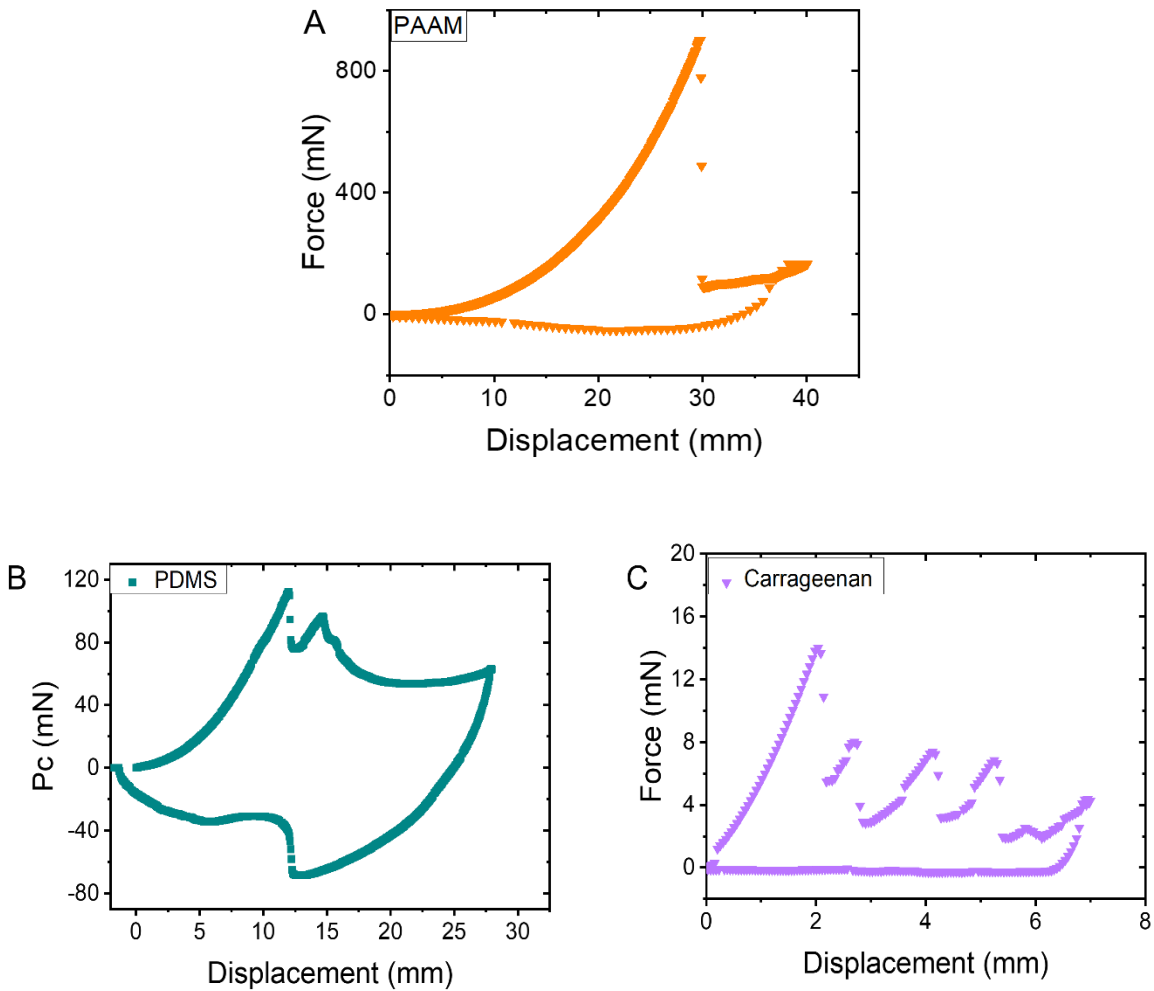 A
PAAM
800
400
0
Force (mN)
0 10 20 30 40
Displacement (mm)
B
PDMS
120
80
40
0
-40
-80
Pc (mN)
0 5 10 15 20 25 30
Displacement (mm)
C
Carrageenan
20
16
12
8
4
0
Force (mN)
0 2 4 6 8
Displacement (mm)